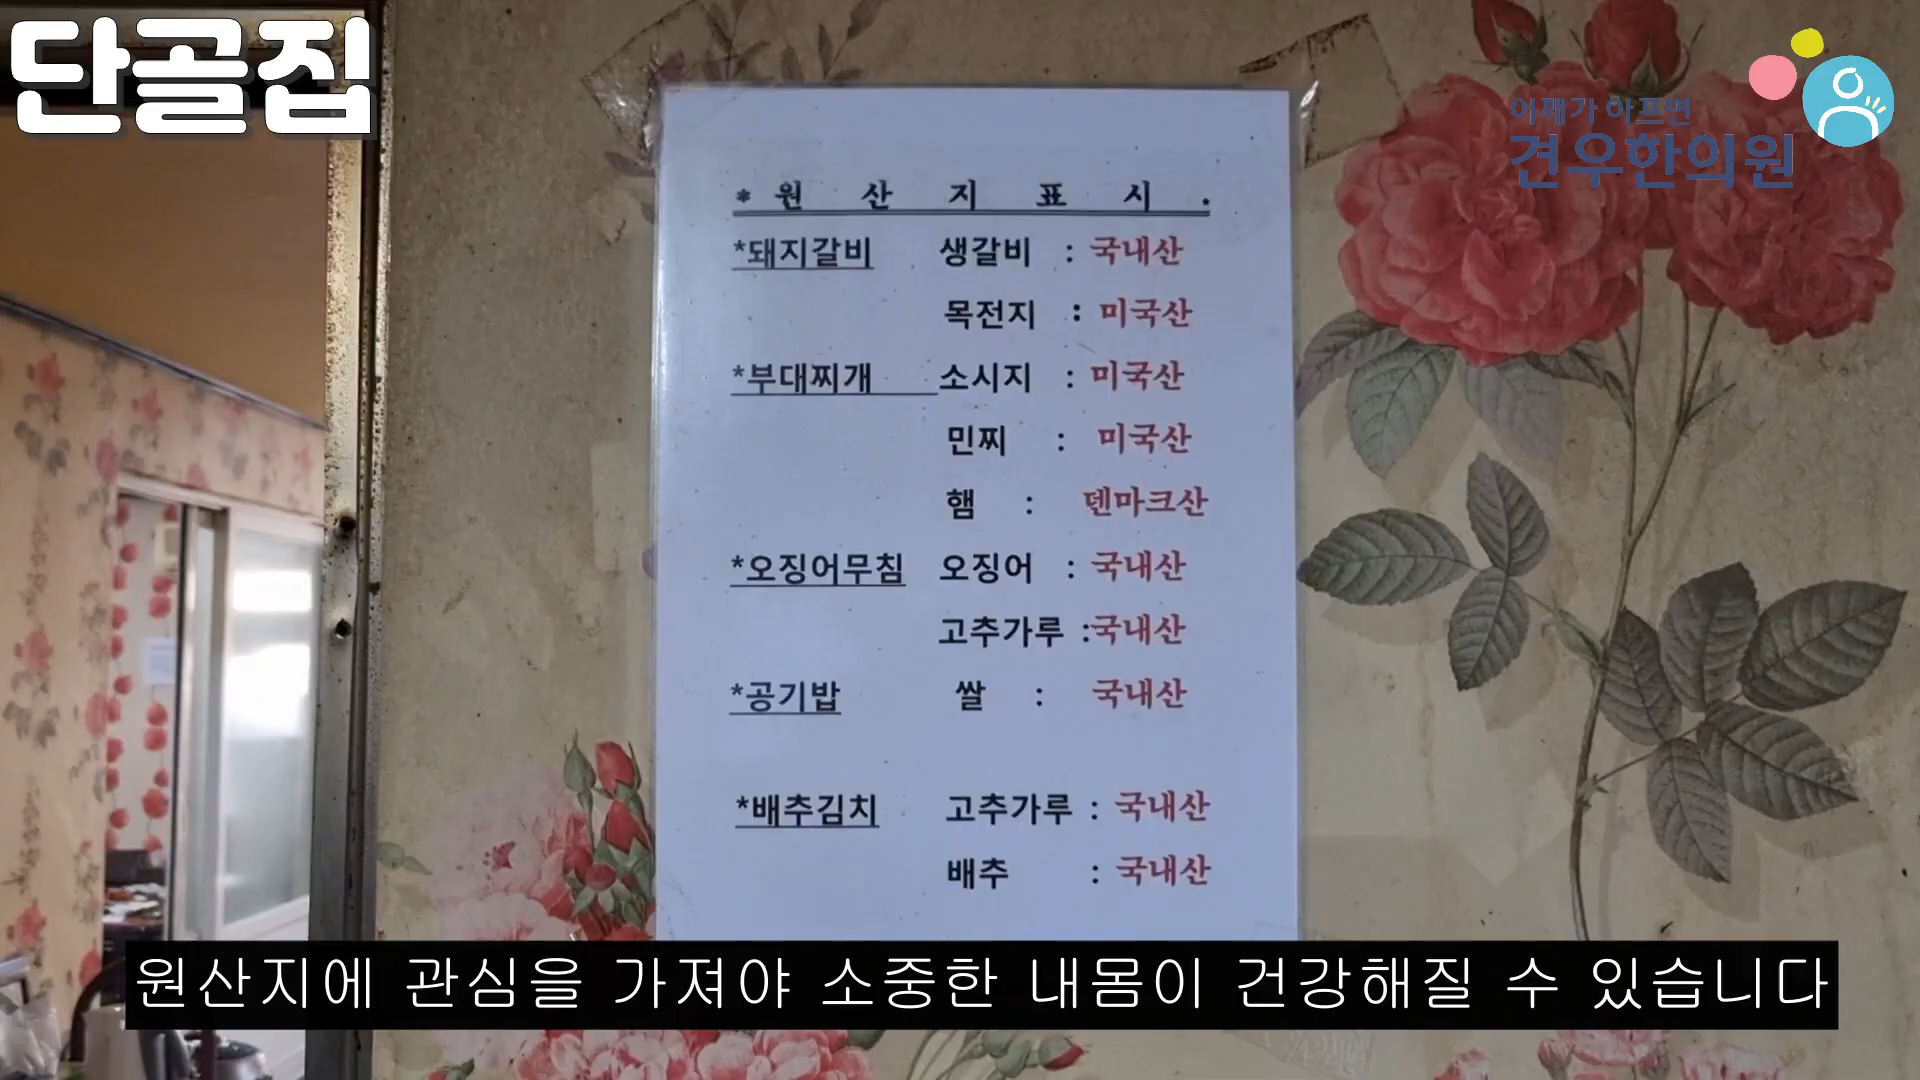 단골집
어깨가 아프면
견우한의원
* 원 산 지 표 시 .
*돼지갈비 생갈비 : 국내산
목전지 : 미국산
*부대찌개 소시지 : 미국산
민찌 : 미국산
햄 : 덴마크산
*오징어무침 오징어 : 국내산
고추가루 :국내산
*공기밥 쌀 : 국내산
*배추김치 고추가루 : 국내산
배추 : 국내산
원산지에 관심을 가져야 소중한 내몸이 건강해질 수 있습니다